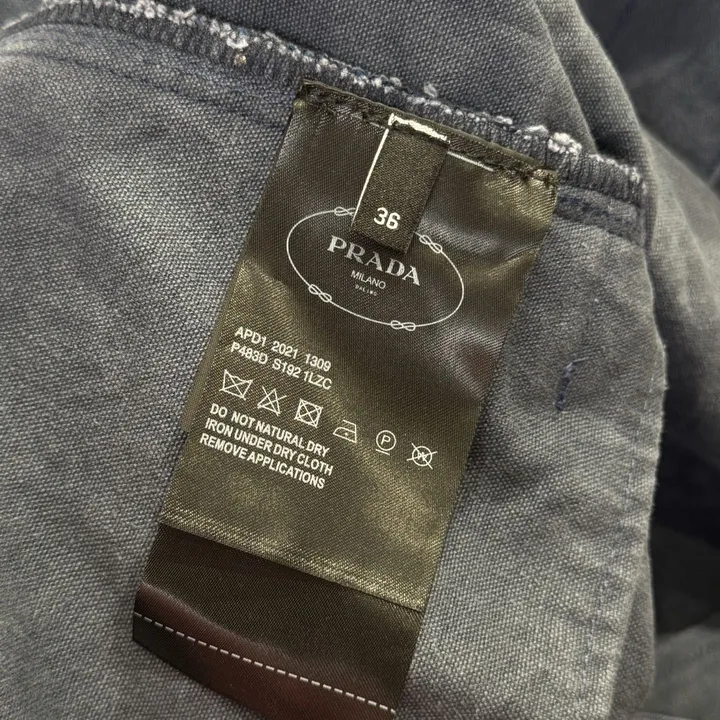 36
PRADA
MILANO
APD1 2021 1309
P483D S192 1LZC
P
W
DO NOT NATURAL DRY
IRON UNDER DRY CLOTH
REMOVE APPLICATIONS